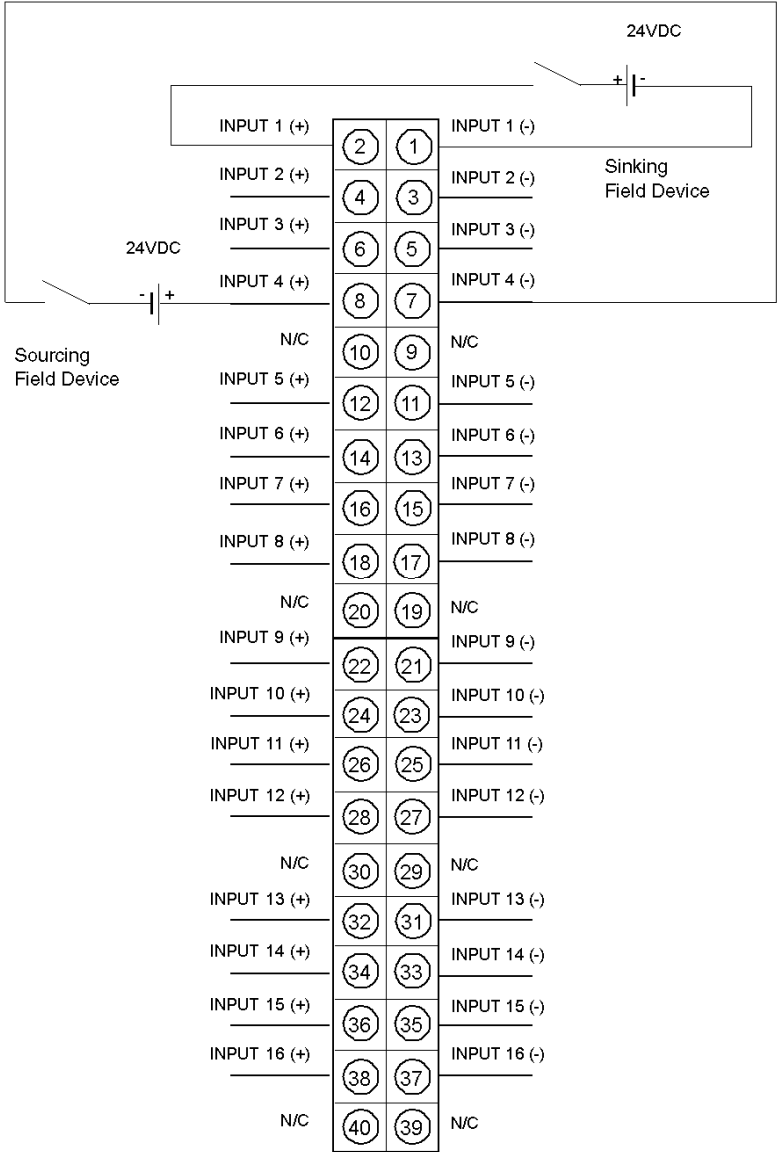 24VDC
+ -
INPUT 1 (+) 2 1 INPUT 1 (-)
Sinking
Field Device
INPUT 2 (+) 4 3 INPUT 2 (-)
INPUT 3 (+) 6 5 INPUT 3 (-)
24VDC
- +
INPUT 4 (+) 8 7 INPUT 4 (-)
Sourcing
Field Device
N/C 10 9 N/C
INPUT 5 (+) 12 11 INPUT 5 (-)
INPUT 6 (+) 14 13 INPUT 6 (-)
INPUT 7 (+) 16 15 INPUT 7 (-)
INPUT 8 (+) 18 17 INPUT 8 (-)
N/C 20 19 N/C
INPUT 9 (+) 22 21 INPUT 9 (-)
INPUT 10 (+) 24 23 INPUT 10 (-)
INPUT 11 (+) 26 25 INPUT 11 (-)
INPUT 12 (+) 28 27 INPUT 12 (-)
N/C 30 29 N/C
INPUT 13 (+) 32 31 INPUT 13 (-)
INPUT 14 (+) 34 33 INPUT 14 (-)
INPUT 15 (+) 36 35 INPUT 15 (-)
INPUT 16 (+) 38 37 INPUT 16 (-)
N/C 40 39 N/C